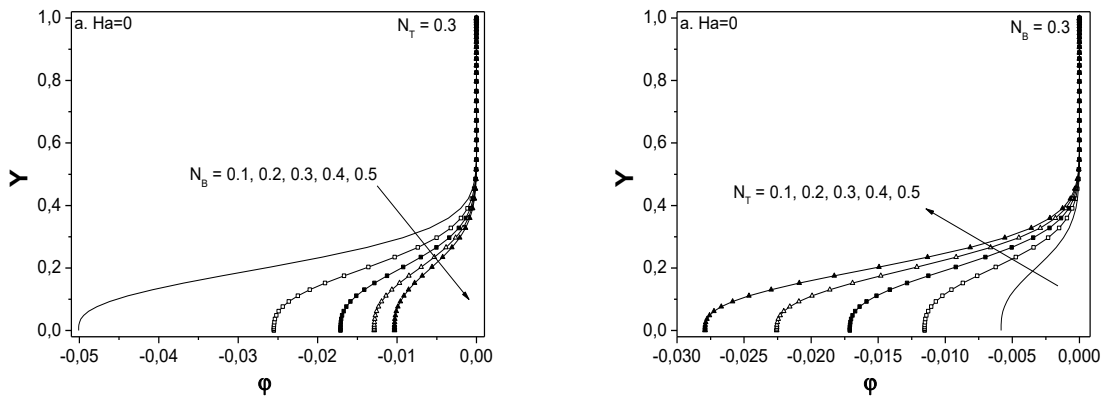 a. Ha=0
N_T = 0.3
1,0
0,8
0,6
0,4
0,2
0,0
Y
N_B = 0.1, 0.2, 0.3, 0.4, 0.5
-0,05
-0,04
-0,03
-0,02
-0,01
0,00
φ
a. Ha=0
N_B = 0.3
1,0
0,8
0,6
0,4
0,2
0,0
Y
N_T = 0.1, 0.2, 0.3, 0.4, 0.5
-0,030
-0,025
-0,020
-0,015
-0,010
-0,005
0,000
φ